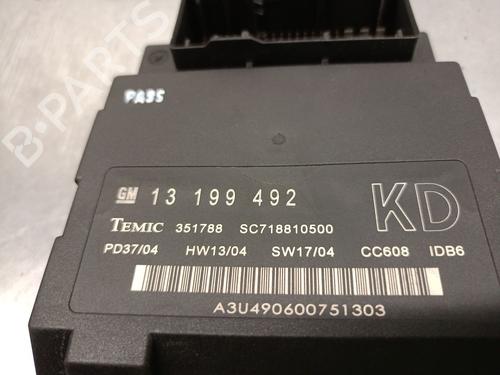 B-PARTS
PA35
GM 13 199 492
KD
TEMIC 351788 SC718810500
PD37/04 HW13/04 SW17/04 CC608 IDB6
A3U490600751303